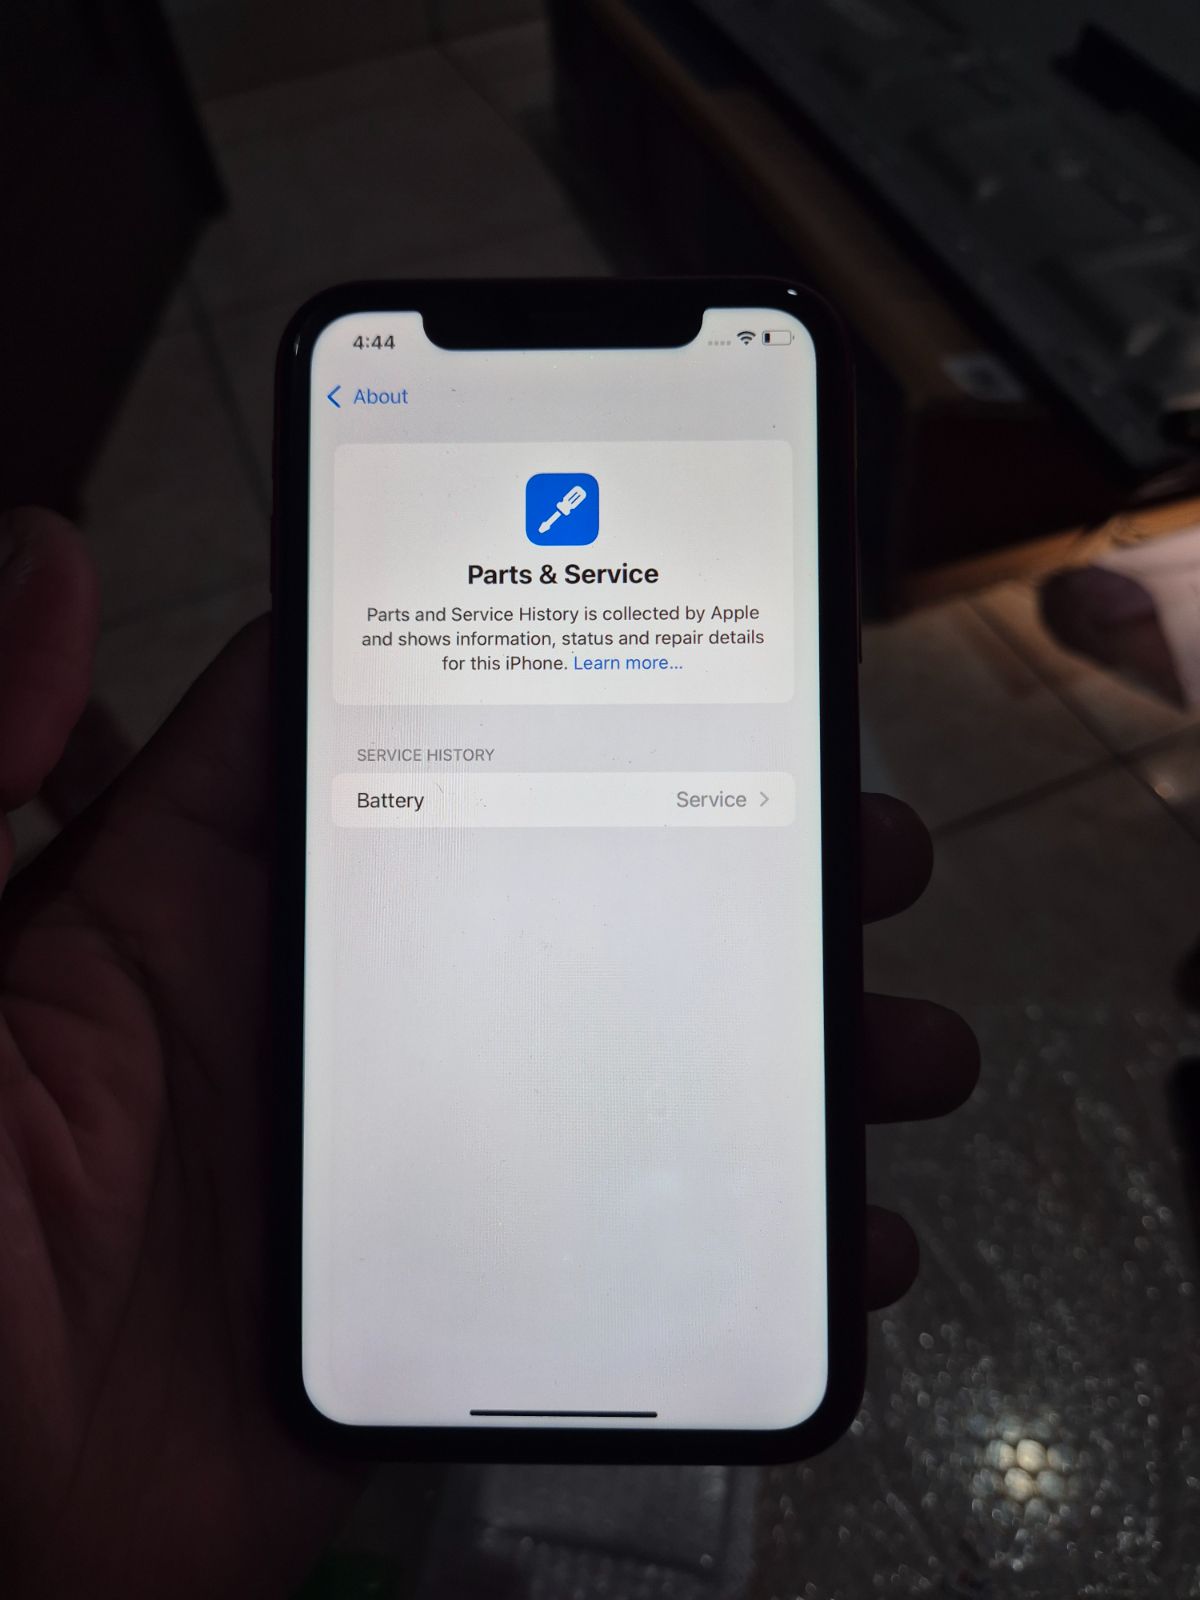 4:44
About
Parts & Service
Parts and Service History is collected by Apple
and shows information, status and repair details
for this iPhone. Learn more...
SERVICE HISTORY
Battery Service